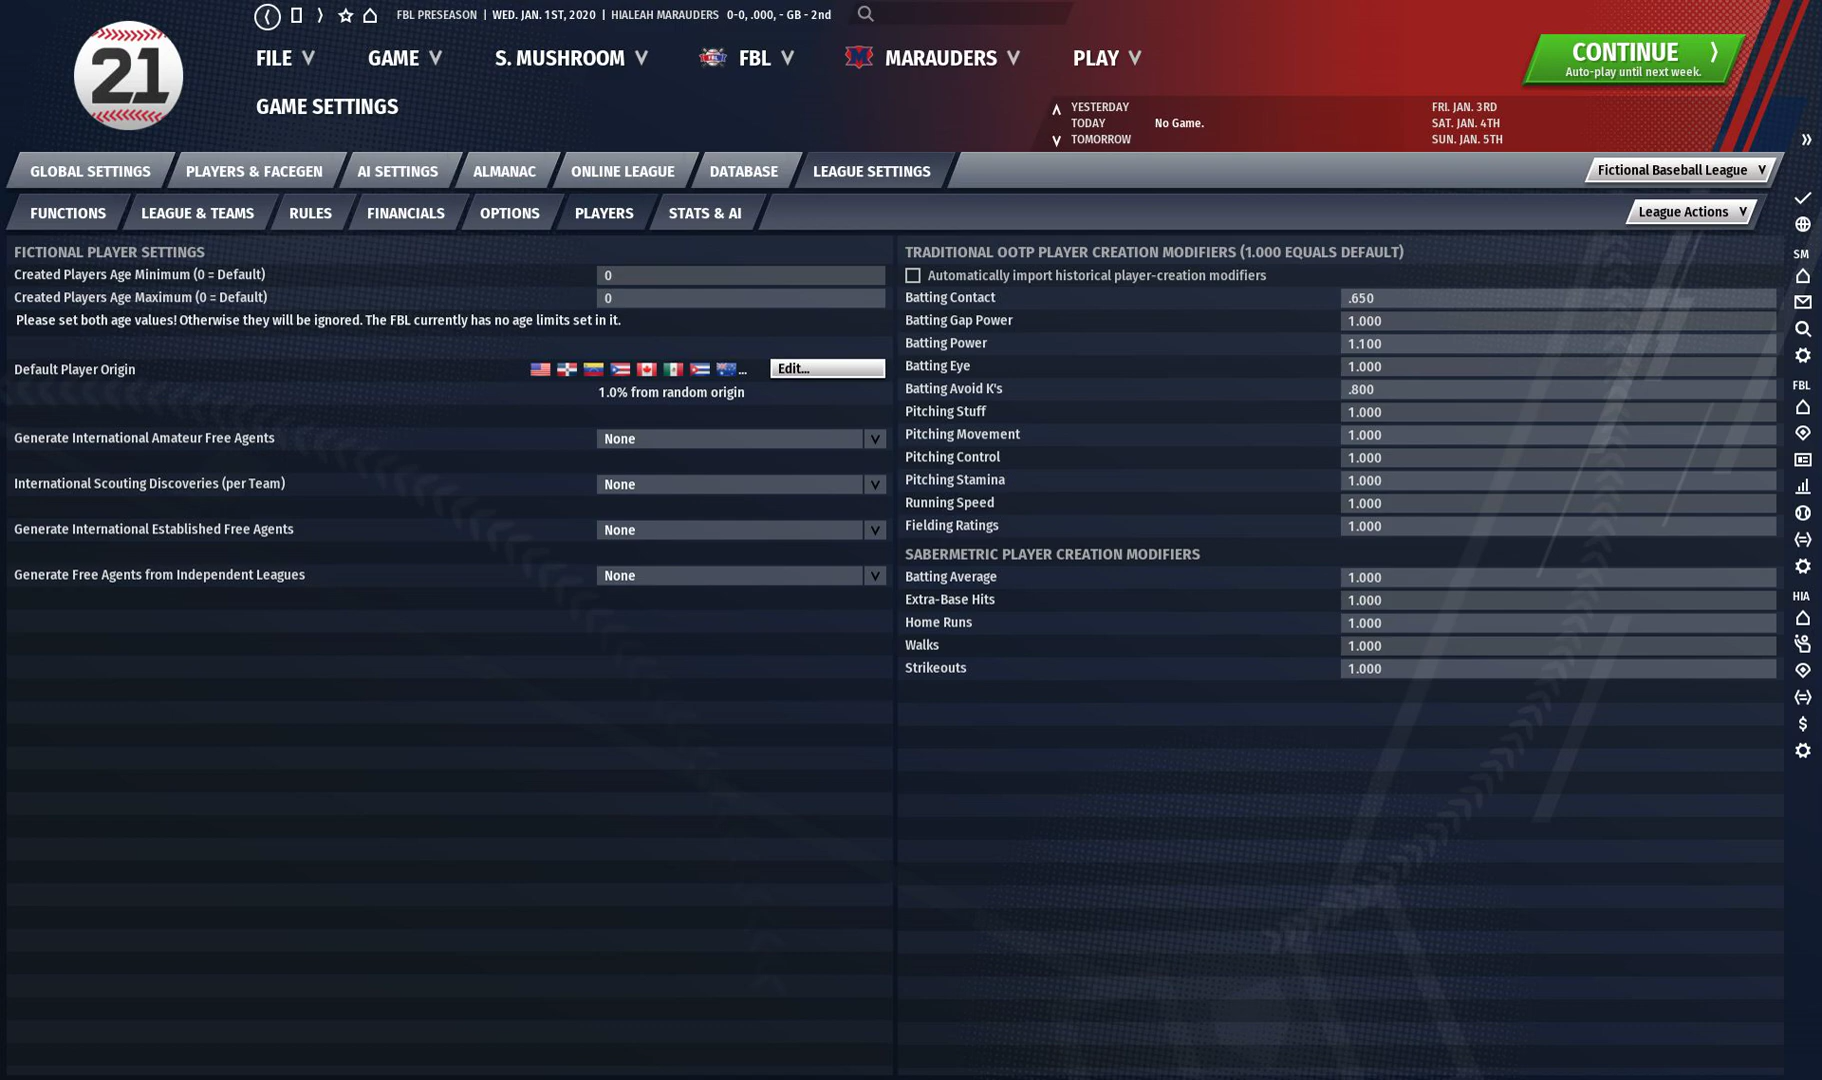 21
FBL PRESEASON | WED. JAN. 1ST, 2020 | HIALEAH MARAUDERS 0-0, .000, - GB - 2nd
FILE
GAME
S. MUSHROOM
FBL
MARAUDERS
PLAY
CONTINUE
Auto-play until next week.
GAME SETTINGS
YESTERDAY
FRI. JAN. 3RD
TODAY
No Game.
SAT. JAN. 4TH
TOMORROW
SUN. JAN. 5TH
GLOBAL SETTINGS
PLAYERS & FACEGEN
AI SETTINGS
ALMANAC
ONLINE LEAGUE
DATABASE
LEAGUE SETTINGS
Fictional Baseball League
FUNCTIONS
LEAGUE & TEAMS
RULES
FINANCIALS
OPTIONS
PLAYERS
STATS & AI
League Actions
FICTIONAL PLAYER SETTINGS
Created Players Age Minimum (0 = Default) 0
Created Players Age Maximum (0 = Default) 0
Please set both age values! Otherwise they will be ignored. The FBL currently has no age limits set in it.
Default Player Origin ... Edit...
1.0% from random origin
Generate International Amateur Free Agents None
International Scouting Discoveries (per Team) None
Generate International Established Free Agents None
Generate Free Agents from Independent Leagues None
TRADITIONAL OOTP PLAYER CREATION MODIFIERS (1.000 EQUALS DEFAULT)
Automatically import historical player-creation modifiers
Batting Contact .650
Batting Gap Power 1.000
Batting Power 1.100
Batting Eye 1.000
Batting Avoid K's .800
Pitching Stuff 1.000
Pitching Movement 1.000
Pitching Control 1.000
Pitching Stamina 1.000
Running Speed 1.000
Fielding Ratings 1.000
SABERMETRIC PLAYER CREATION MODIFIERS
Batting Average 1.000
Extra-Base Hits 1.000
Home Runs 1.000
Walks 1.000
Strikeouts 1.000
SM
FBL
HIA
$